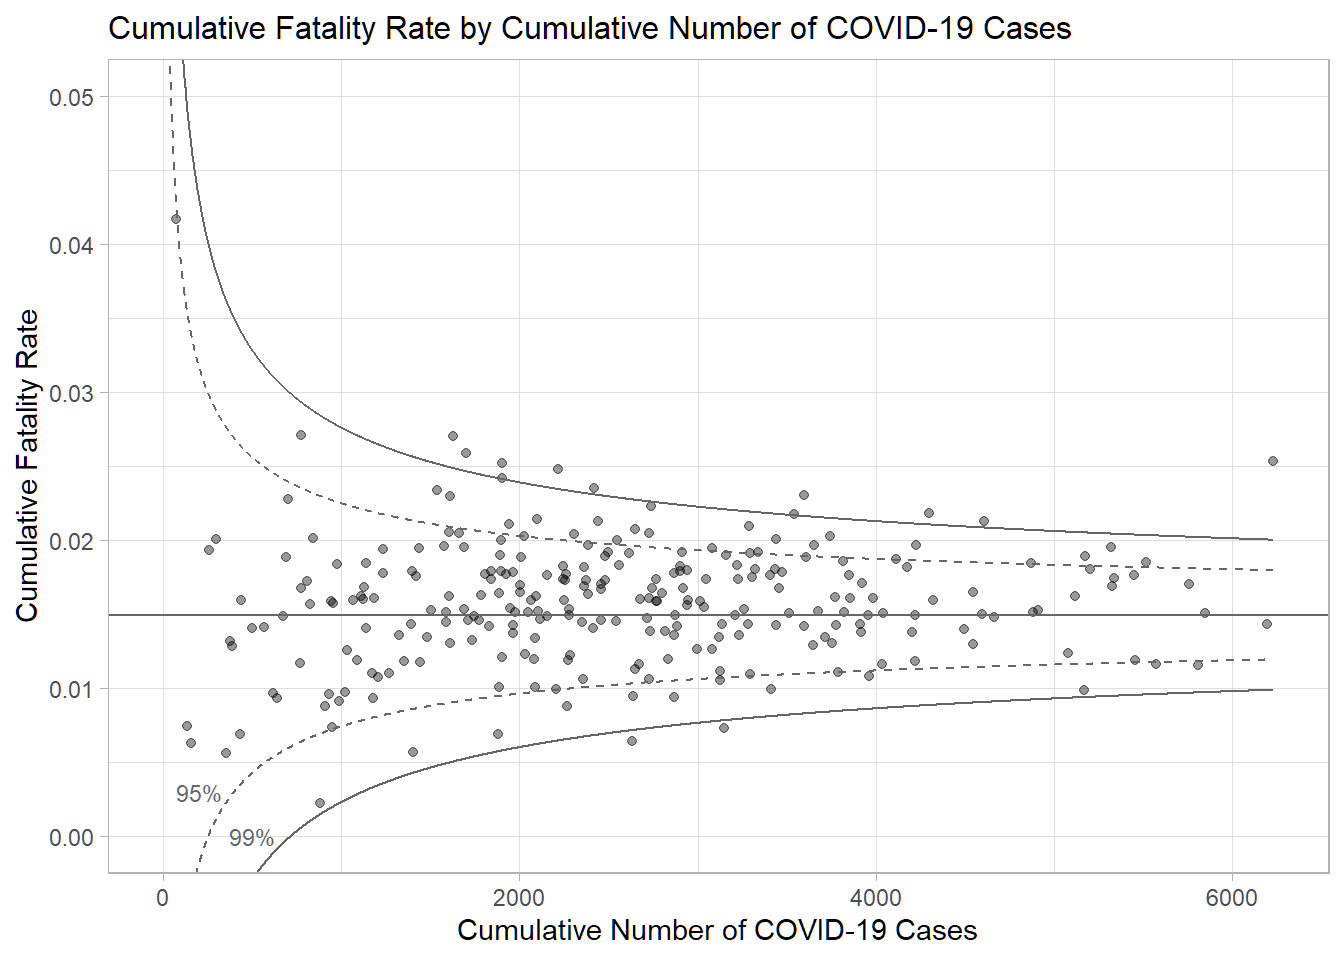 Cumulative Fatality Rate by Cumulative Number of COVID-19 Cases
Cumulative Fatality Rate
0.05
0.04
0.03
0.02
0.01
0.00
95%
99%
0 2000 4000 6000
Cumulative Number of COVID-19 Cases